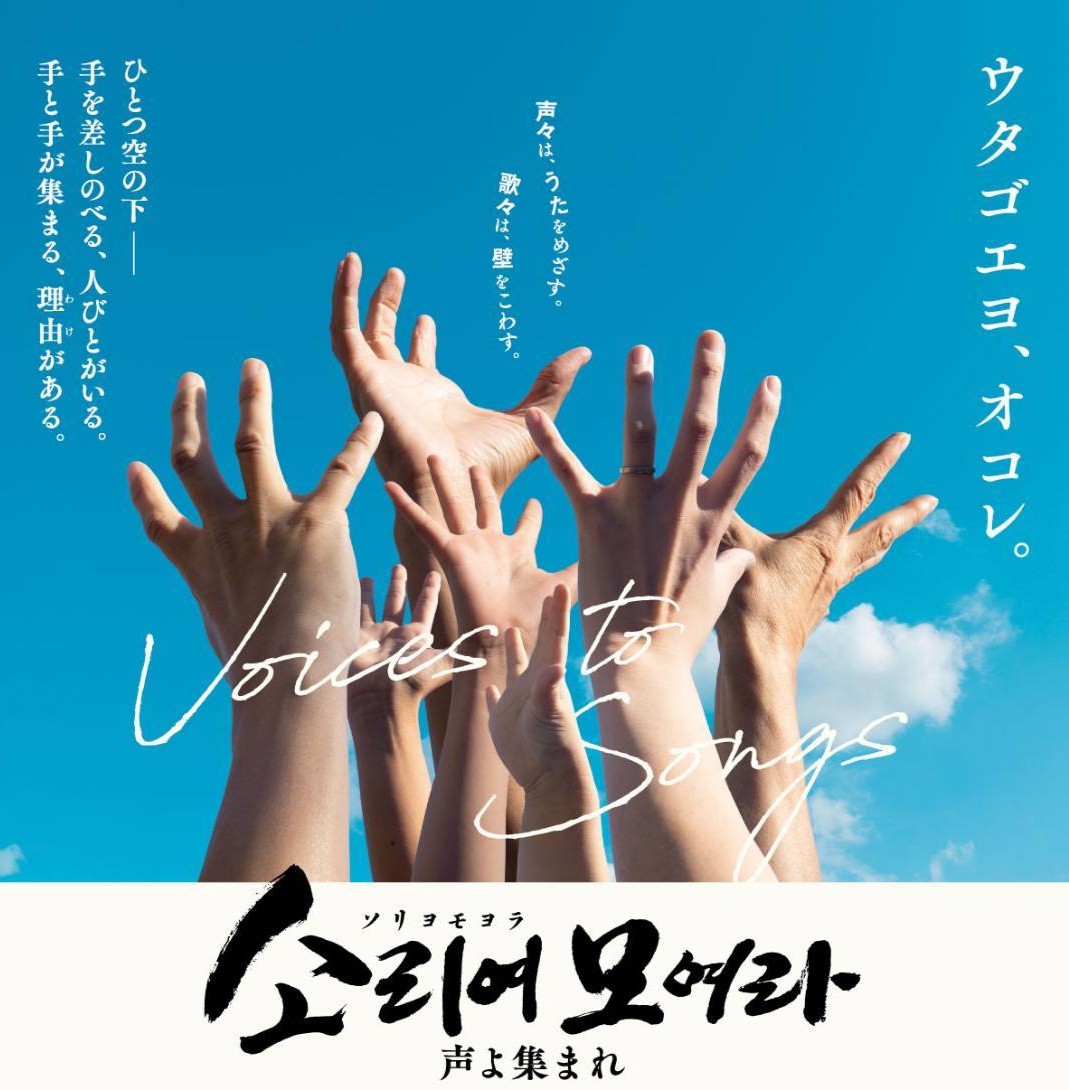 ウタゴエヨ、オコレ。
声々は、うたをめざす。
歌々は、壁をこわす。
ひとつ空の下――
手を差しのべる、人びとがいる。
手と手が集まる、理由がある。
わけ
Voices to
Songs
ソリヨモヨラ
소리여 모여라
声よ集まれ